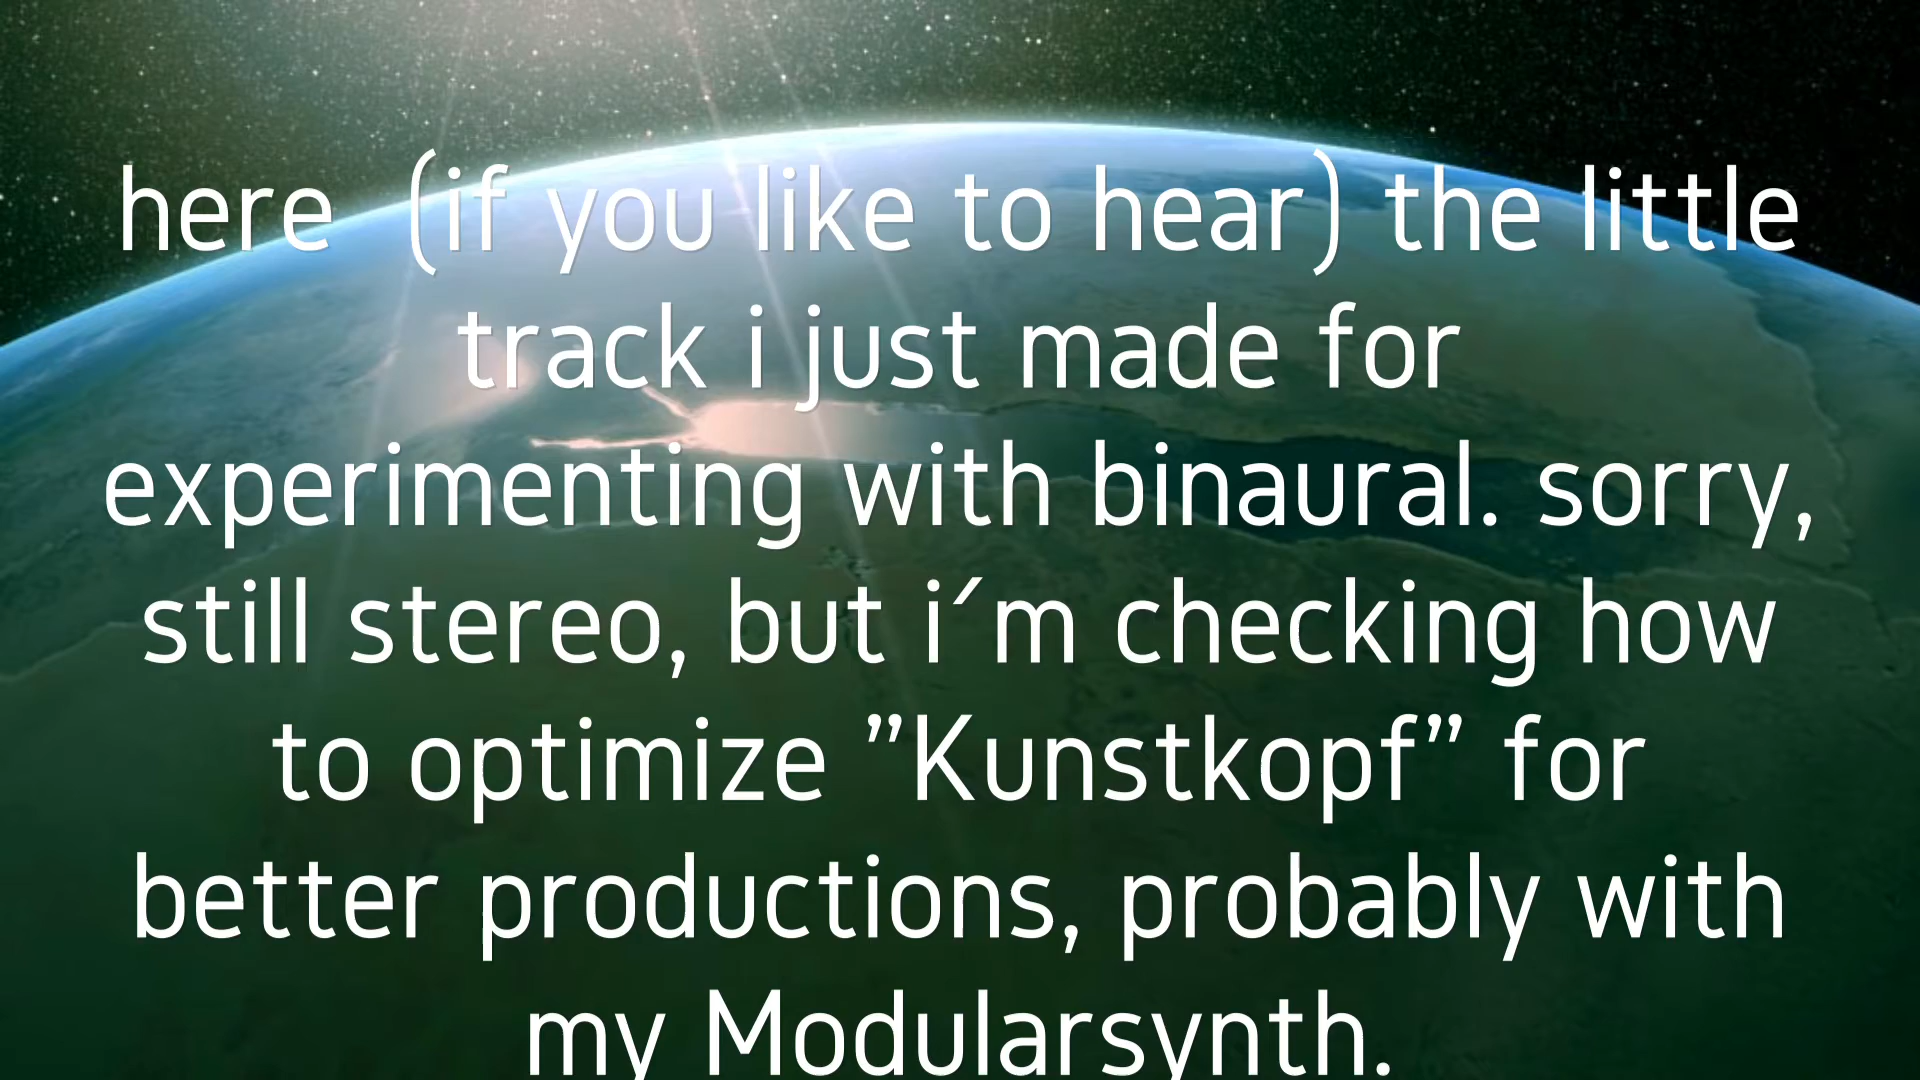 here  (if you like to hear) the little
track i just made for
experimenting with binaural. sorry,
still stereo, but i´m checking how
to optimize ”Kunstkopf” for
better productions, probably with
my Modularsynth.